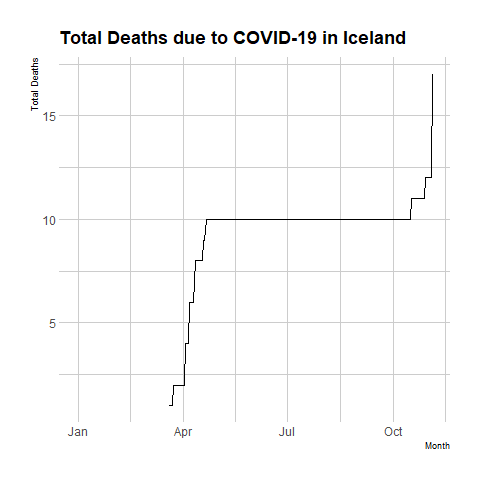 Total Deaths due to COVID-19 in Iceland
Total Deaths
15
10
5
Jan Apr Jul Oct
Month